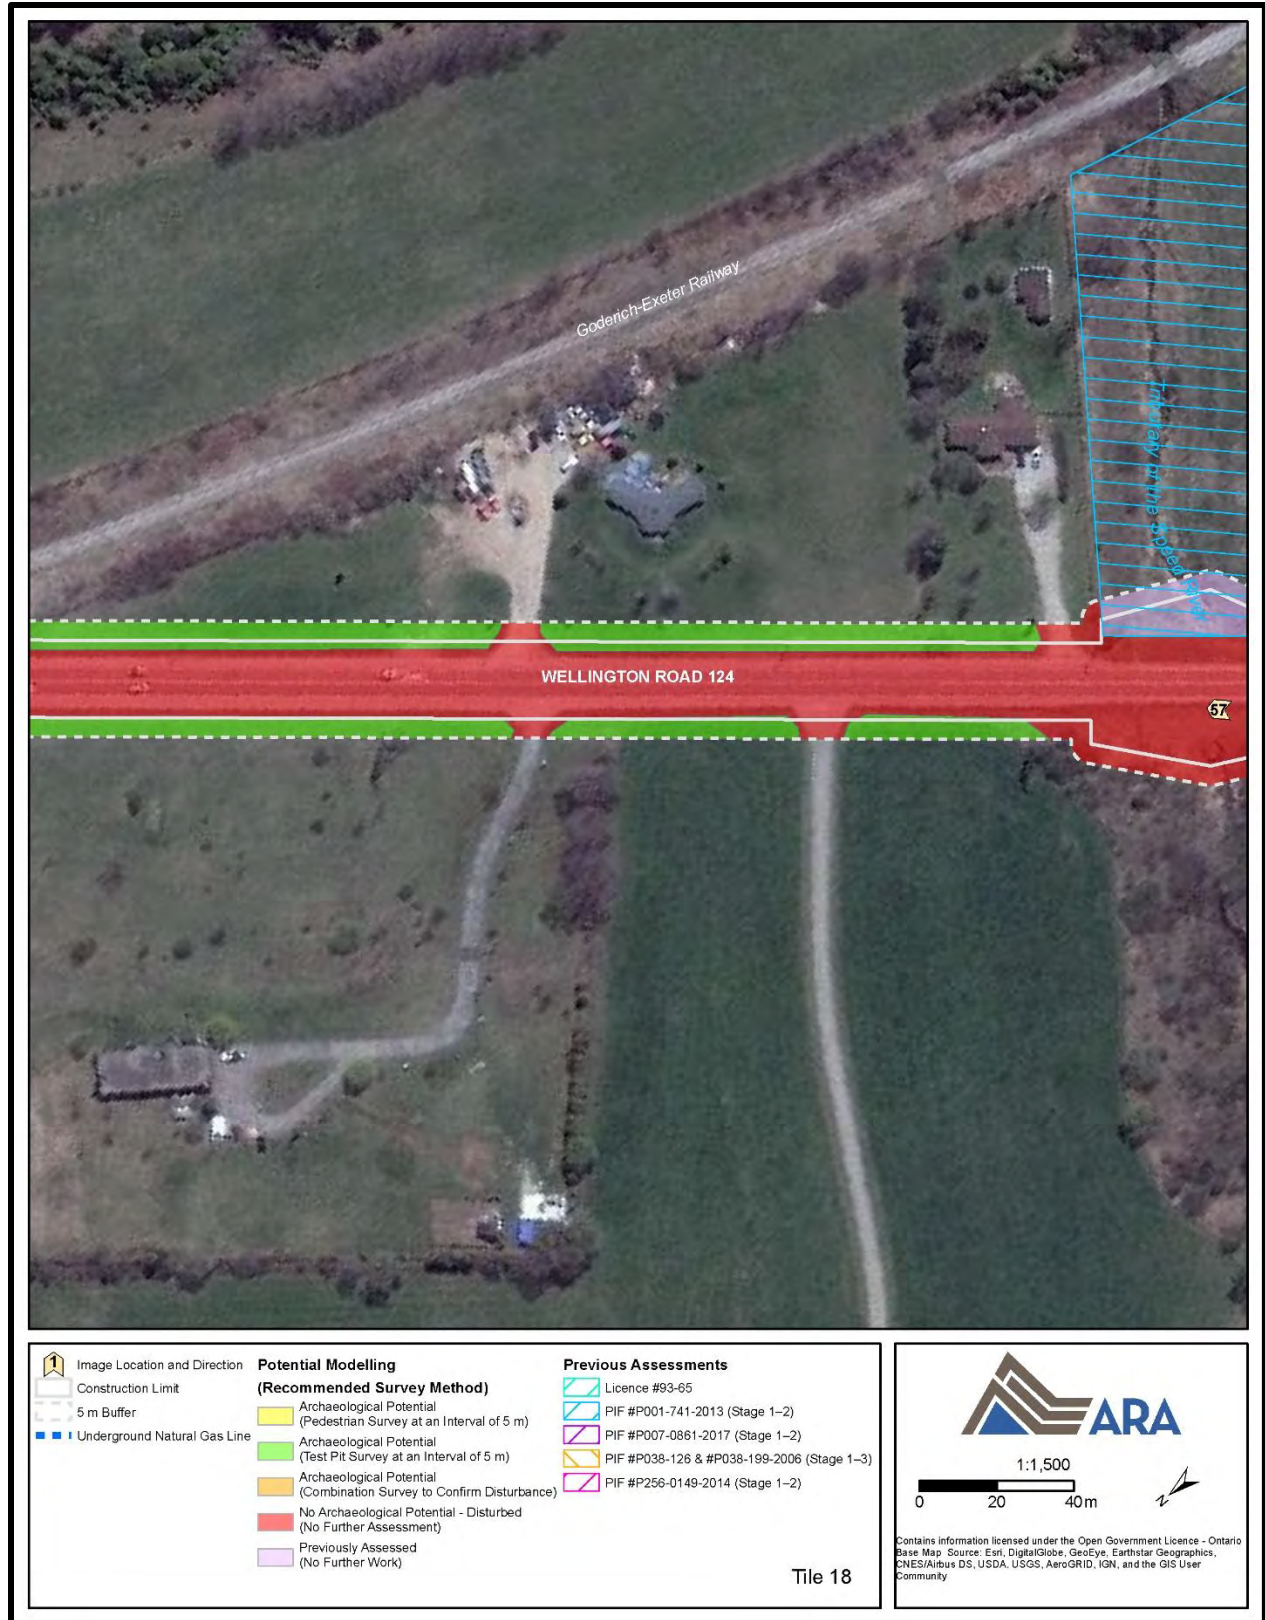 Goderich-Exeter Railway
Tributary of the Speed River
WELLINGTON ROAD 124
57
1 Image Location and Direction
Construction Limit
5 m Buffer
Underground Natural Gas Line
Potential Modelling
(Recommended Survey Method)
Archaeological Potential
(Pedestrian Survey at an Interval of 5 m)
Archaeological Potential
(Test Pit Survey at an Interval of 5 m)
Archaeological Potential
(Combination Survey to Confirm Disturbance)
No Archaeological Potential - Disturbed
(No Further Assessment)
Previously Assessed
(No Further Work)
Previous Assessments
Licence #93-65
PIF #P001-741-2013 (Stage 1–2)
PIF #P007-0861-2017 (Stage 1–2)
PIF #P038-126 & #P038-199-2006 (Stage 1–3)
PIF #P256-0149-2014 (Stage 1–2)
Tile 18
ARA
1:1,500
0 20 40 m
N
Contains information licensed under the Open Government Licence - Ontario
Base Map Source: Esri, DigitalGlobe, GeoEye, Earthstar Geographics,
CNES/Airbus DS, USDA, USGS, AeroGRID, IGN, and the GIS User
Community